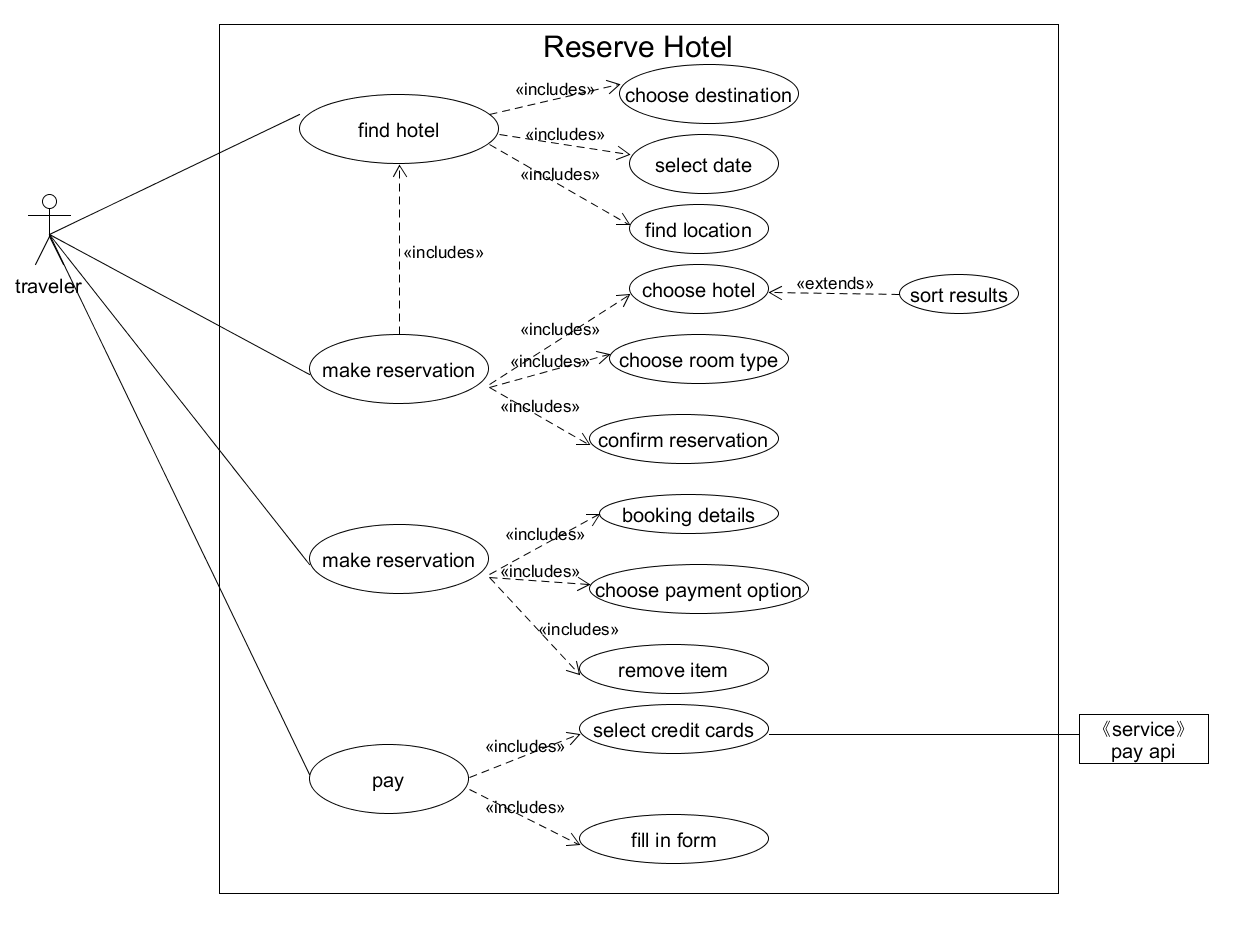 Reserve Hotel
«includes»
choose destination
find hotel
«includes»
select date
«includes»
find location
traveler
«includes»
choose hotel
«extends»
sort results
«includes»
make reservation
«includes»
choose room type
«includes»
confirm reservation
booking details
«includes»
make reservation
«includes»
choose payment option
«includes»
remove item
select credit cards
«includes»
《service》
pay api
pay
«includes»
fill in form